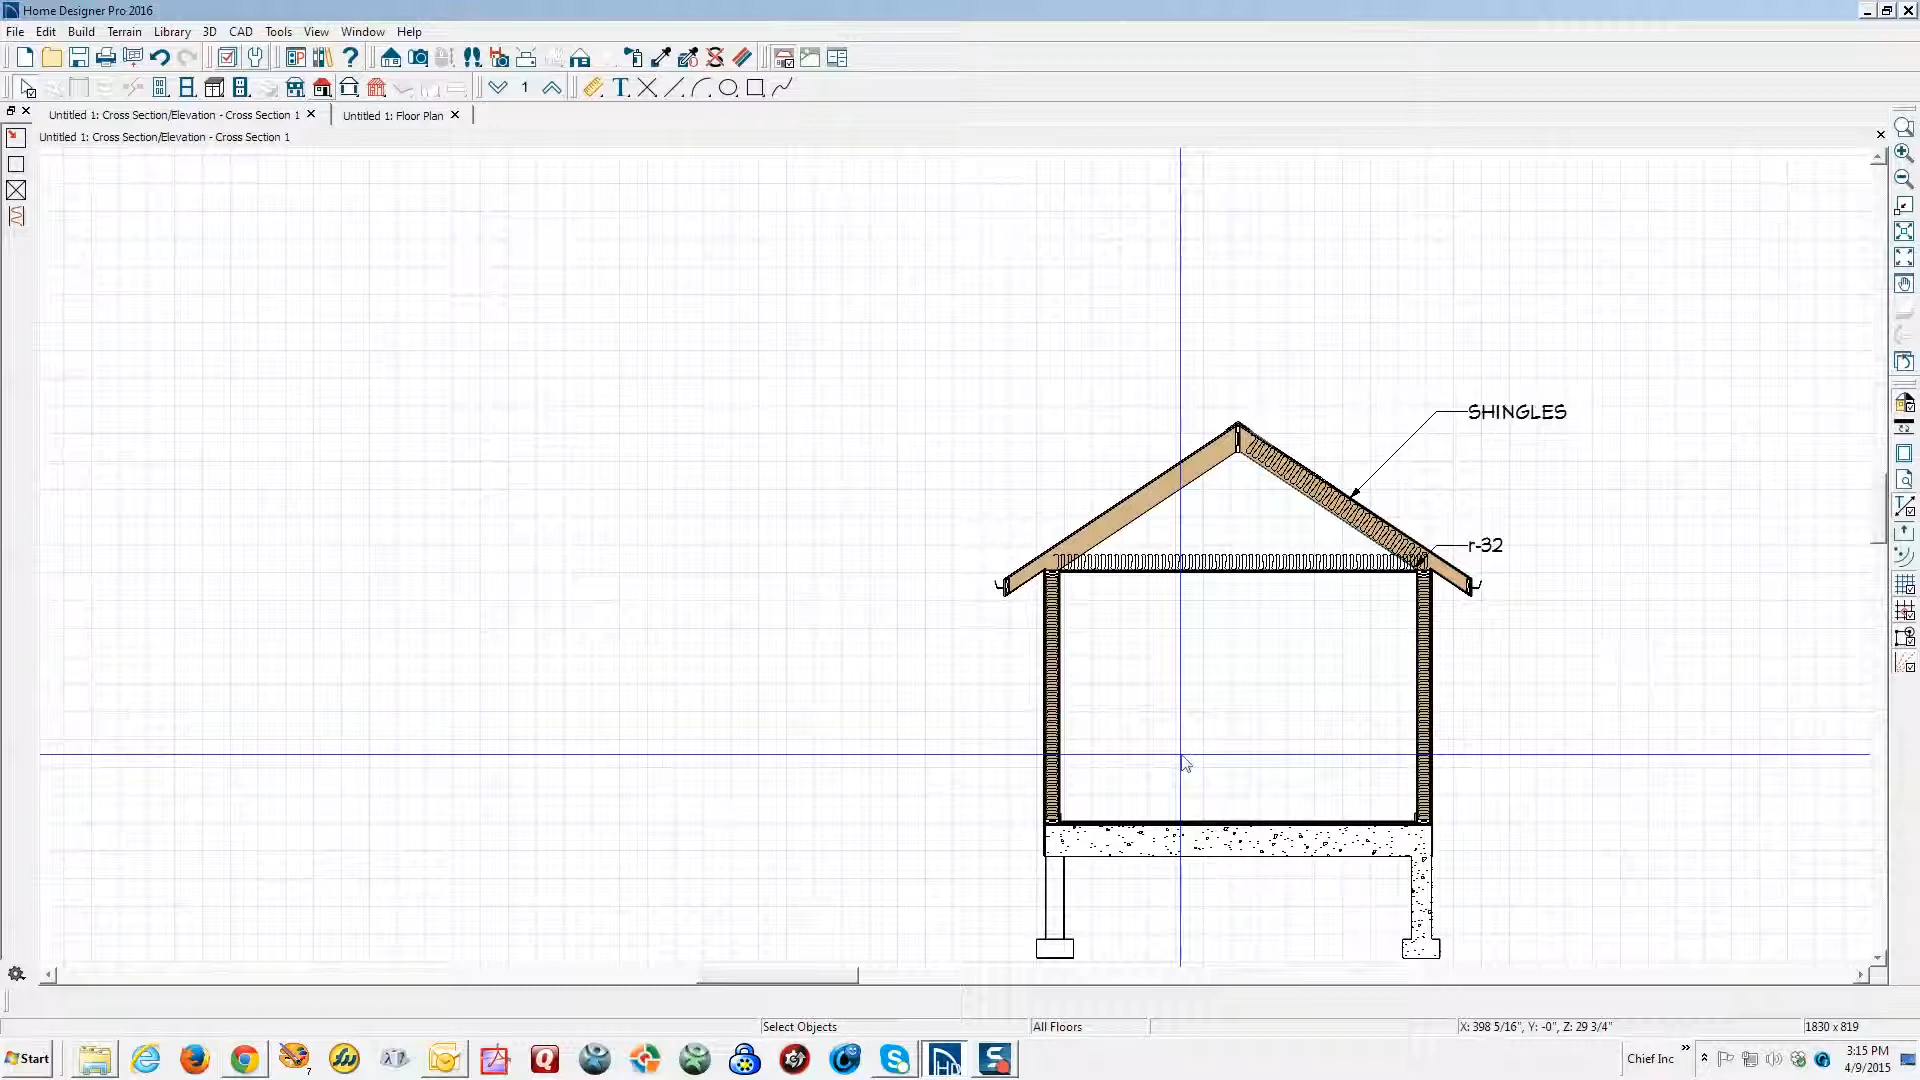 Home Designer Pro 2016
File Edit Build Terrain Library 3D CAD Tools View Window Help
1
Untitled 1: Cross Section/Elevation - Cross Section 1 Untitled 1: Floor Plan
Untitled 1: Cross Section/Elevation - Cross Section 1
SHINGLES
r-32
Select Objects All Floors X: 398 5/16", Y: -0", Z: 29 3/4" 1830 x 819
Start Chief Inc 3:15 PM
4/9/2015